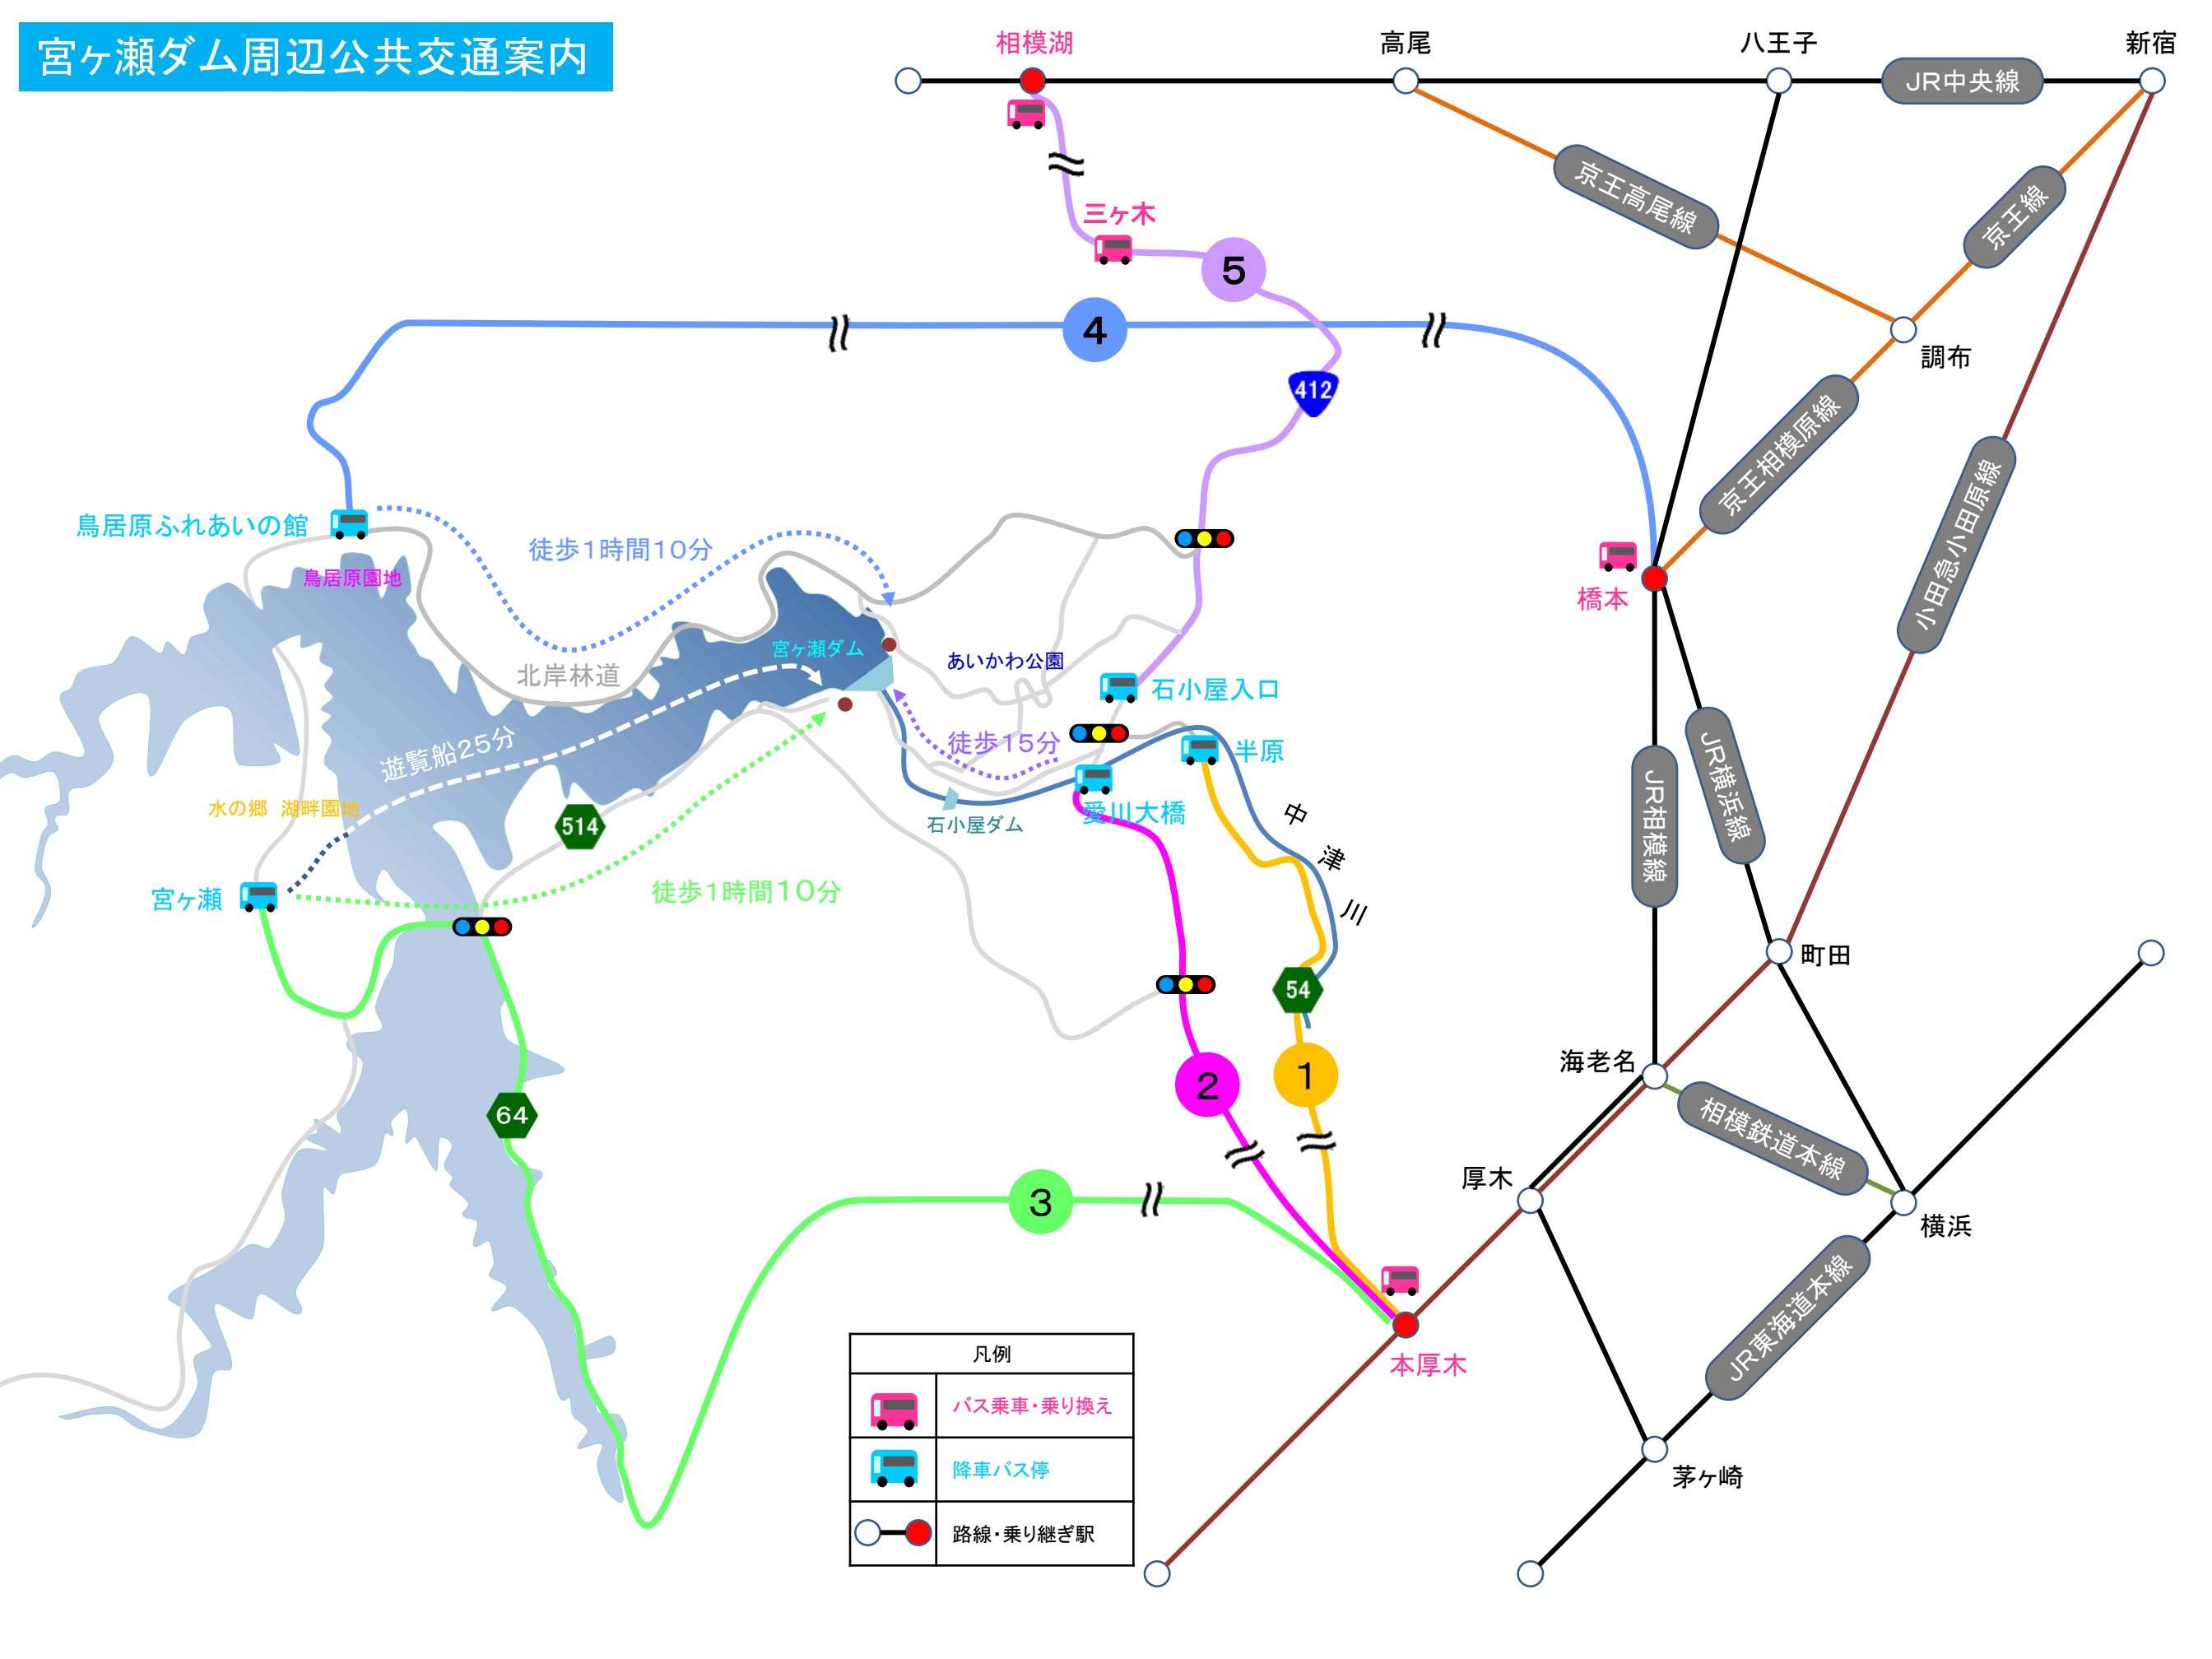 宮ヶ瀬ダム周辺公共交通案内
相模湖
高尾
八王子
新宿
JR中央線
京王高尾線
京王線
三ヶ木
5
4
調布
412
京王相模原線
小田急小田原線
鳥居原ふれあいの館
徒歩1時間10分
鳥居原園地
橋本
宮ヶ瀬ダム
あいかわ公園
北岸林道
石小屋入口
徒歩15分
半原
遊覧船25分
JR横浜線
JR相模線
水の郷 湖畔園地
514
石小屋ダム
愛川大橋
中津川
宮ヶ瀬
徒歩1時間10分
町田
54
海老名
1
2
64
相模鉄道本線
厚木
3
横浜
JR東海道本線
本厚木
凡例
バス乗車・乗り換え
降車バス停
路線・乗り継ぎ駅
茅ヶ崎